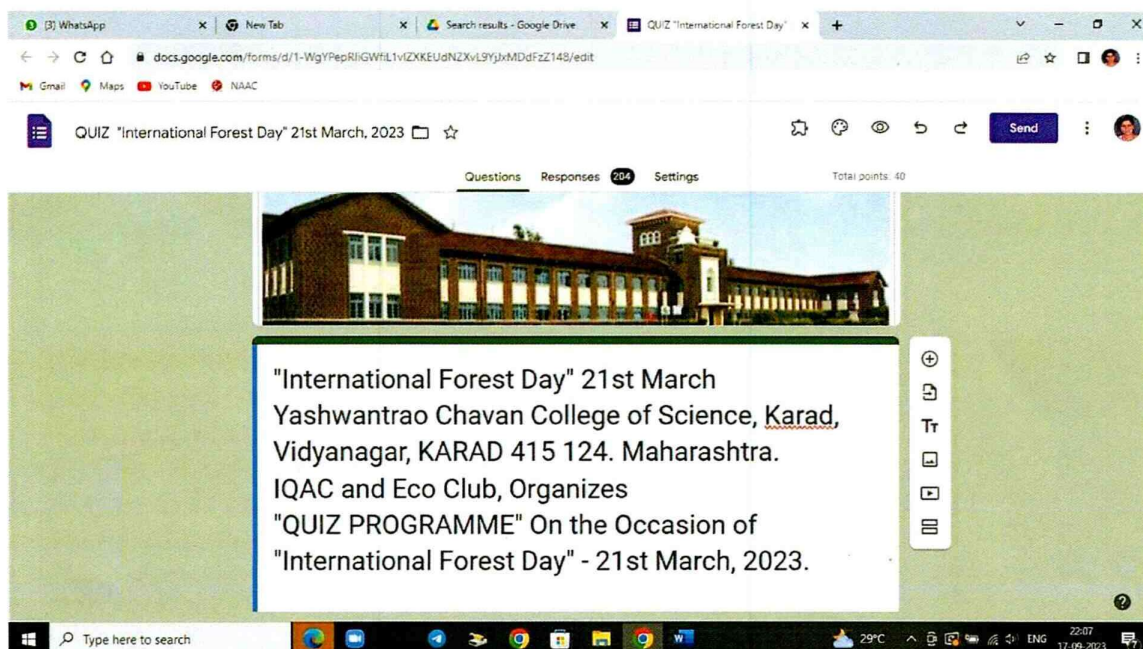 [3] WhatsApp
New Tab
Search results - Google Drive
QUIZ "International Forest Day"
docs.google.com/forms/d/1-WgYPepRliGWfiL1vlZXKEUdNZXvL9YjJxMDdFzZ148/edit
Gmail Maps YouTube NAAC
QUIZ "International Forest Day" 21st March, 2023
Send
Questions Responses 204 Settings
Total points: 40
"International Forest Day" 21st March
Yashwantrao Chavan College of Science, Karad,
Vidyanagar, KARAD 415 124. Maharashtra.
IQAC and Eco Club, Organizes
"QUIZ PROGRAMME" On the Occasion of
"International Forest Day" - 21st March, 2023.
Type here to search
29°C
ENG
22:07
17-09-2023